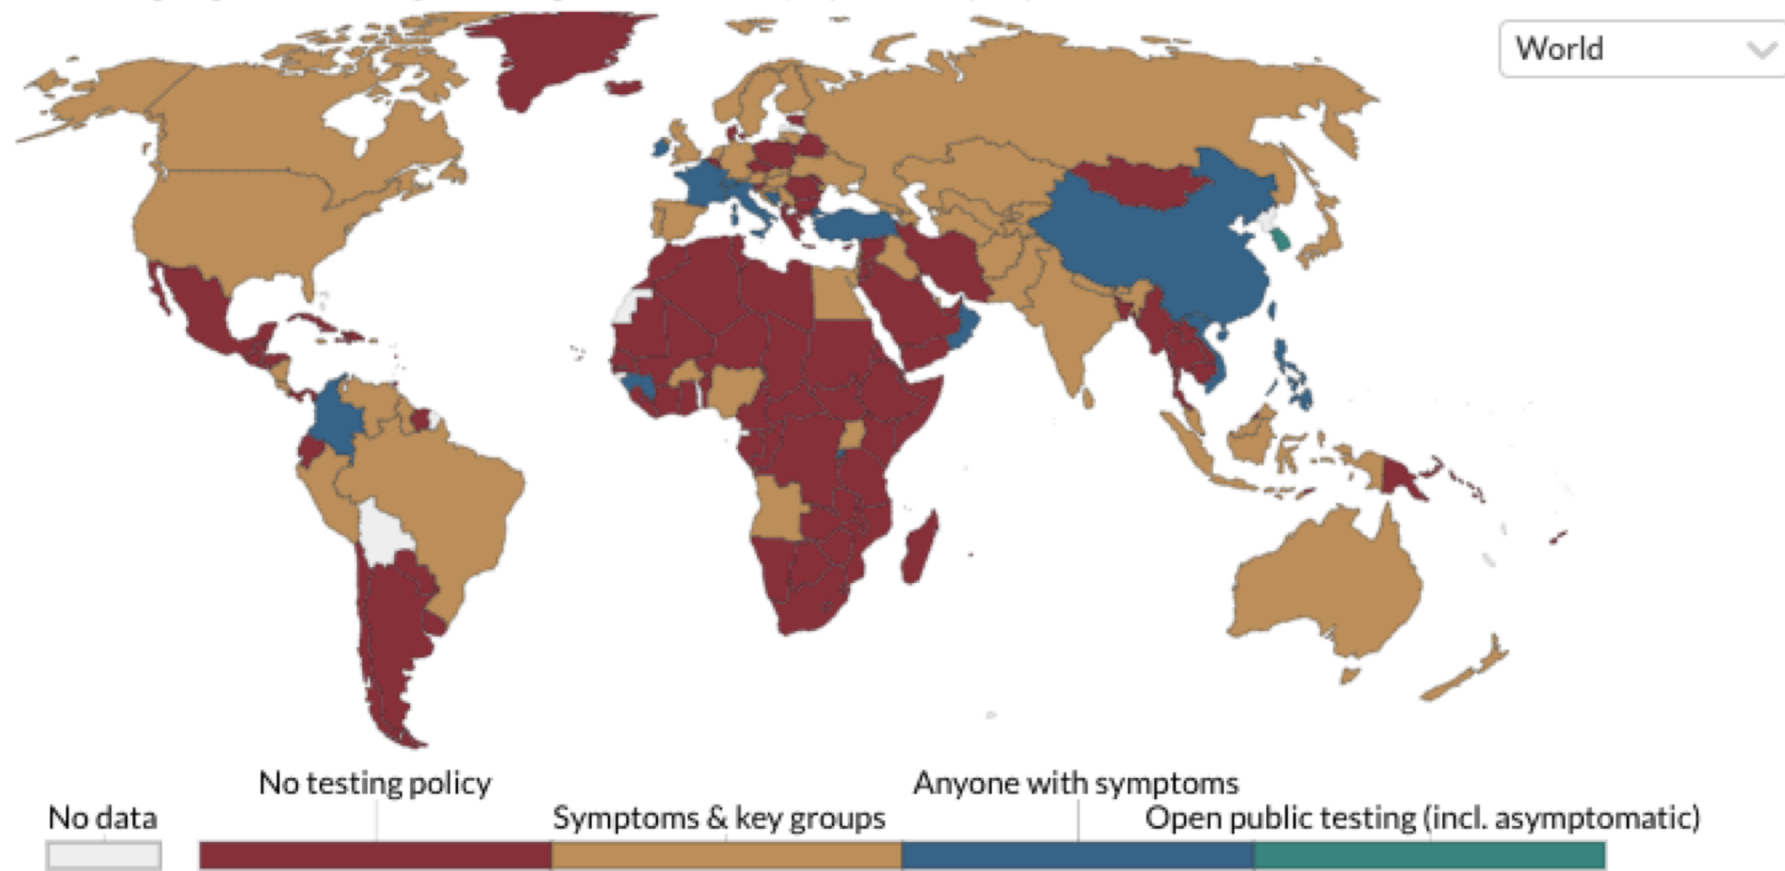 World
No testing policy
Anyone with symptoms
No data
Symptoms & key groups
Open public testing (incl. asymptomatic)